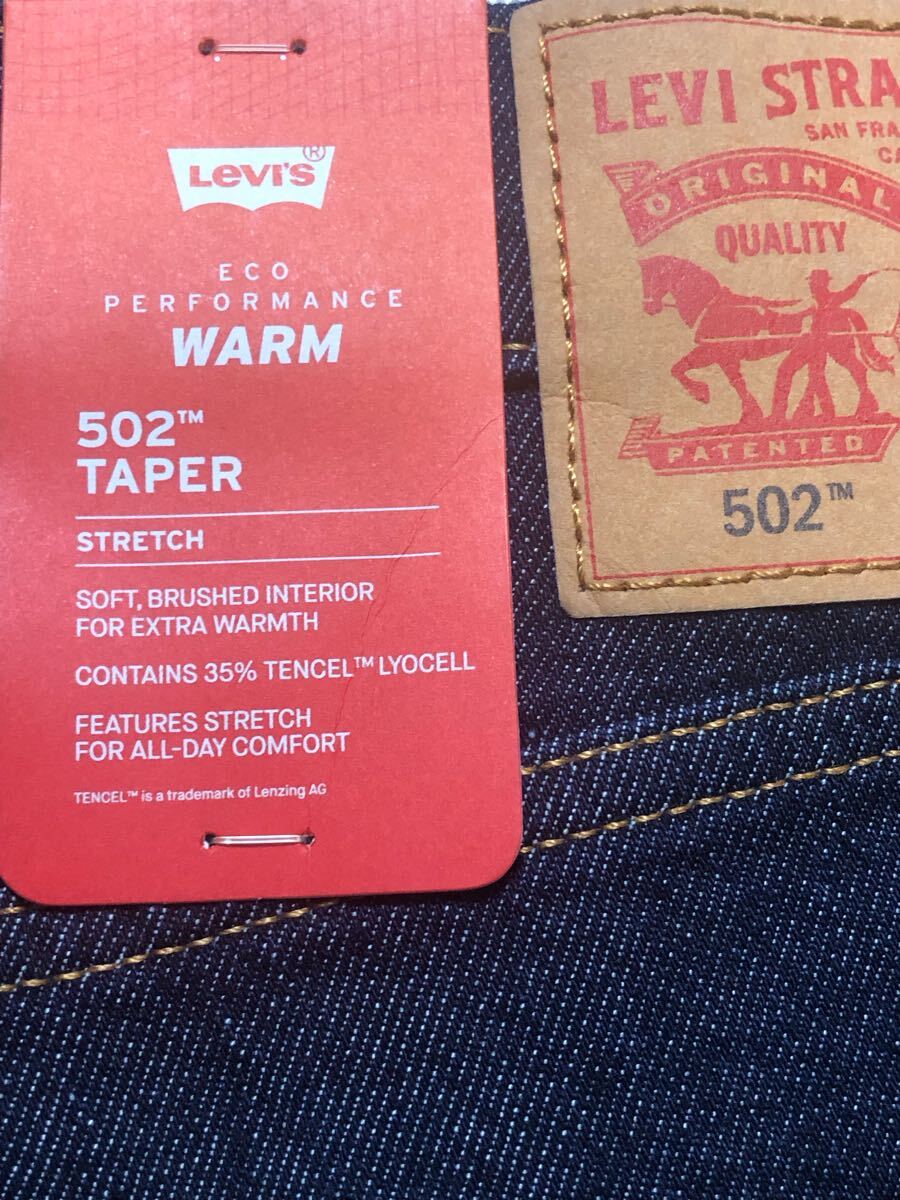 Levi's®
ECO
PERFORMANCE
WARM
502™
TAPER
STRETCH
SOFT, BRUSHED INTERIOR
FOR EXTRA WARMTH
CONTAINS 35% TENCEL™ LYOCELL
FEATURES STRETCH
FOR ALL-DAY COMFORT
TENCEL™ is a trademark of Lenzing AG
LEVI STRA
SAN FRA
CA
ORIGINAL
QUALITY
PATENTED
502™